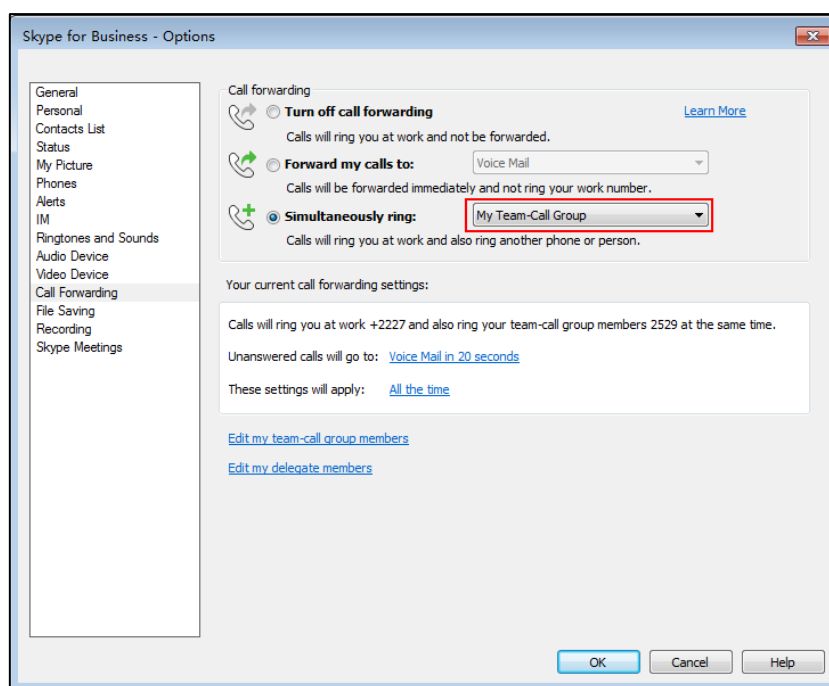 Skype for Business - Options
General
Personal
Contacts List
Status
My Picture
Phones
Alerts
IM
Ringtones and Sounds
Audio Device
Video Device
Call Forwarding
File Saving
Recording
Skype Meetings
Call forwarding
Turn off call forwarding
Learn More
Calls will ring you at work and not be forwarded.
Forward my calls to:
Voice Mail
Calls will be forwarded immediately and not ring your work number.
Simultaneously ring:
My Team-Call Group
Calls will ring you at work and also ring another phone or person.
Your current call forwarding settings:
Calls will ring you at work +2227 and also ring your team-call group members 2529 at the same time.
Unanswered calls will go to: Voice Mail in 20 seconds
These settings will apply: All the time
Edit my team-call group members
Edit my delegate members
OK
Cancel
Help